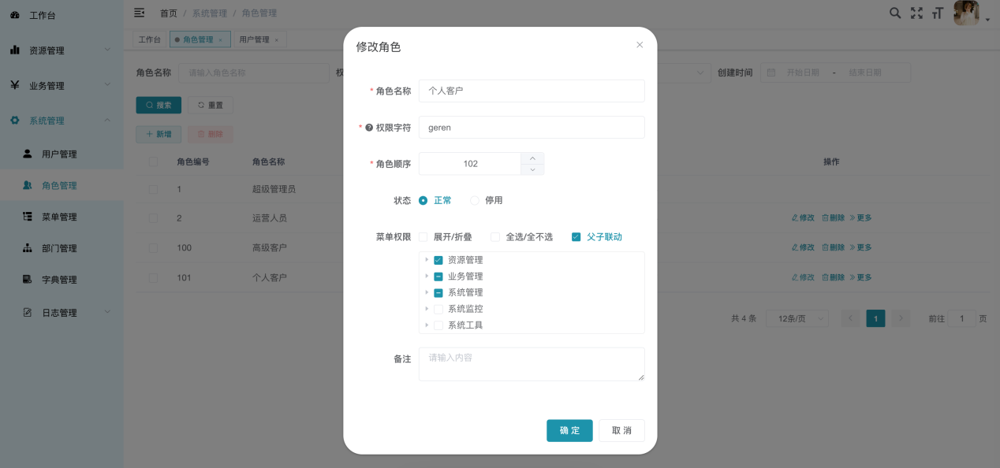 工作台
资源管理
业务管理
系统管理
用户管理
角色管理
菜单管理
部门管理
字典管理
日志管理
首页 / 系统管理 / 角色管理
工作台 角色管理 × 用户管理 ×
角色名称 请输入角色名称 权
创建时间 开始日期 - 结束日期
搜索 重置
新增 删除
角色编号 角色名称 操作
1 超级管理员
2 运营人员 修改 删除 更多
100 高级客户 修改 删除 更多
101 个人客户 修改 删除 更多
共 4 条 12条/页 1 前往 1 页
修改角色
* 角色名称 个人客户
* 权限字符 geren
* 角色顺序 102
状态 正常 停用
菜单权限 展开/折叠 全选/全不选 父子联动
资源管理
业务管理
系统管理
系统监控
系统工具
备注 请输入内容
确 定 取 消